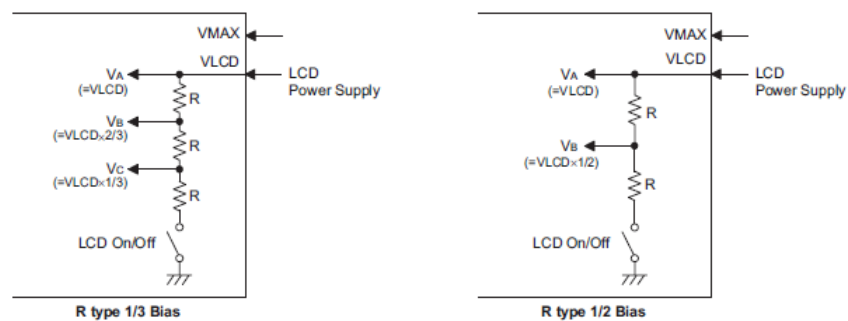 VMAX
VLCD
LCD
Power Supply
VA
(=VLCD)
R
VB
(=VLCD×2/3)
R
VC
(=VLCD×1/3)
R
LCD On/Off
R type 1/3 Bias
VMAX
VLCD
LCD
Power Supply
VA
(=VLCD)
R
VB
(=VLCD×1/2)
R
LCD On/Off
R type 1/2 Bias